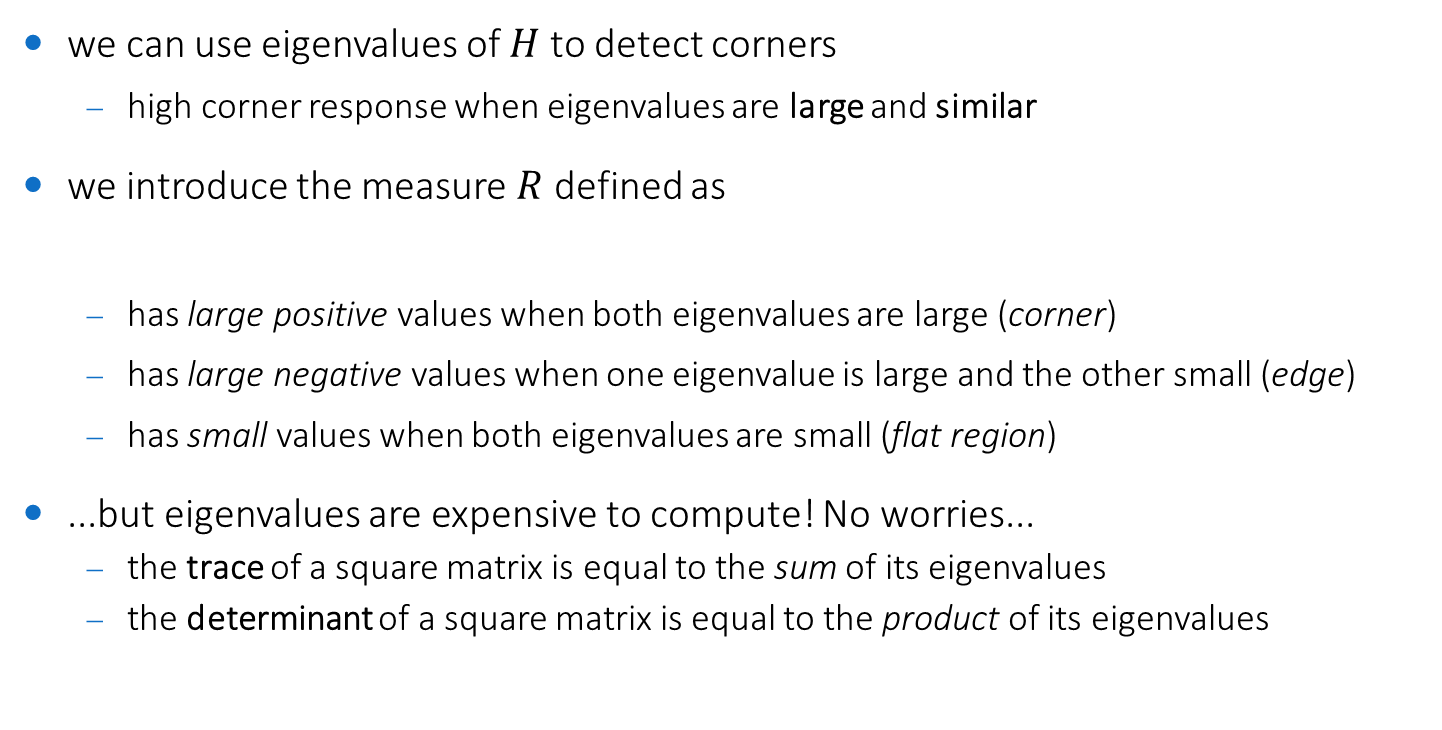 • we can use eigenvalues of H to detect corners
– high corner response when eigenvalues are large and similar
• we introduce the measure R defined as
– has large positive values when both eigenvalues are large (corner)
– has large negative values when one eigenvalue is large and the other small (edge)
– has small values when both eigenvalues are small (flat region)
• ...but eigenvalues are expensive to compute! No worries...
– the trace of a square matrix is equal to the sum of its eigenvalues
– the determinant of a square matrix is equal to the product of its eigenvalues